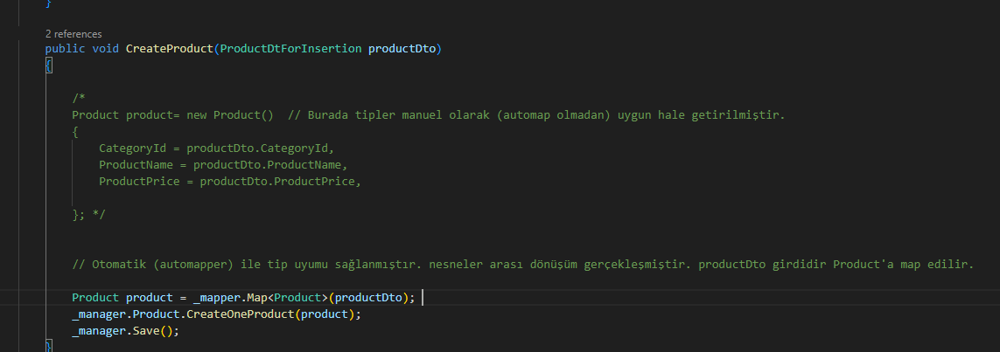 }
2 references
public void CreateProduct(ProductDtForInsertion productDto)
{
/*
Product product= new Product()  // Burada tipler manuel olarak (automap olmadan) uygun hale getirilmiştir.
{
CategoryId = productDto.CategoryId,
ProductName = productDto.ProductName,
ProductPrice = productDto.ProductPrice,
}; */
// Otomatik (automapper) ile tip uyumu sağlanmıştır. nesneler arası dönüşüm gerçekleşmiştir. productDto girdidir Product'a map edilir.
Product product = _mapper.Map<Product>(productDto);
_manager.Product.CreateOneProduct(product);
_manager.Save();
}